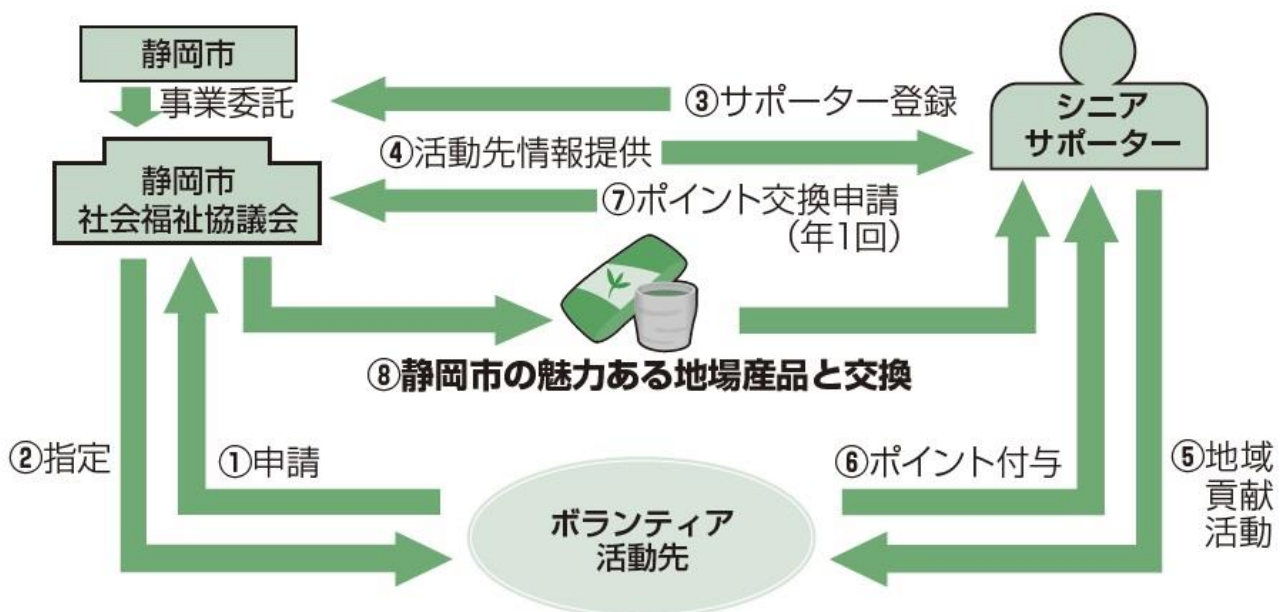 静岡市
事業委託
静岡市
社会福祉協議会
③サポーター登録
④活動先情報提供
⑦ポイント交換申請
（年1回）
シニア
サポーター
⑧静岡市の魅力ある地場産品と交換
②指定
①申請
⑥ポイント付与
⑤地域
貢献
活動
ボランティア
活動先